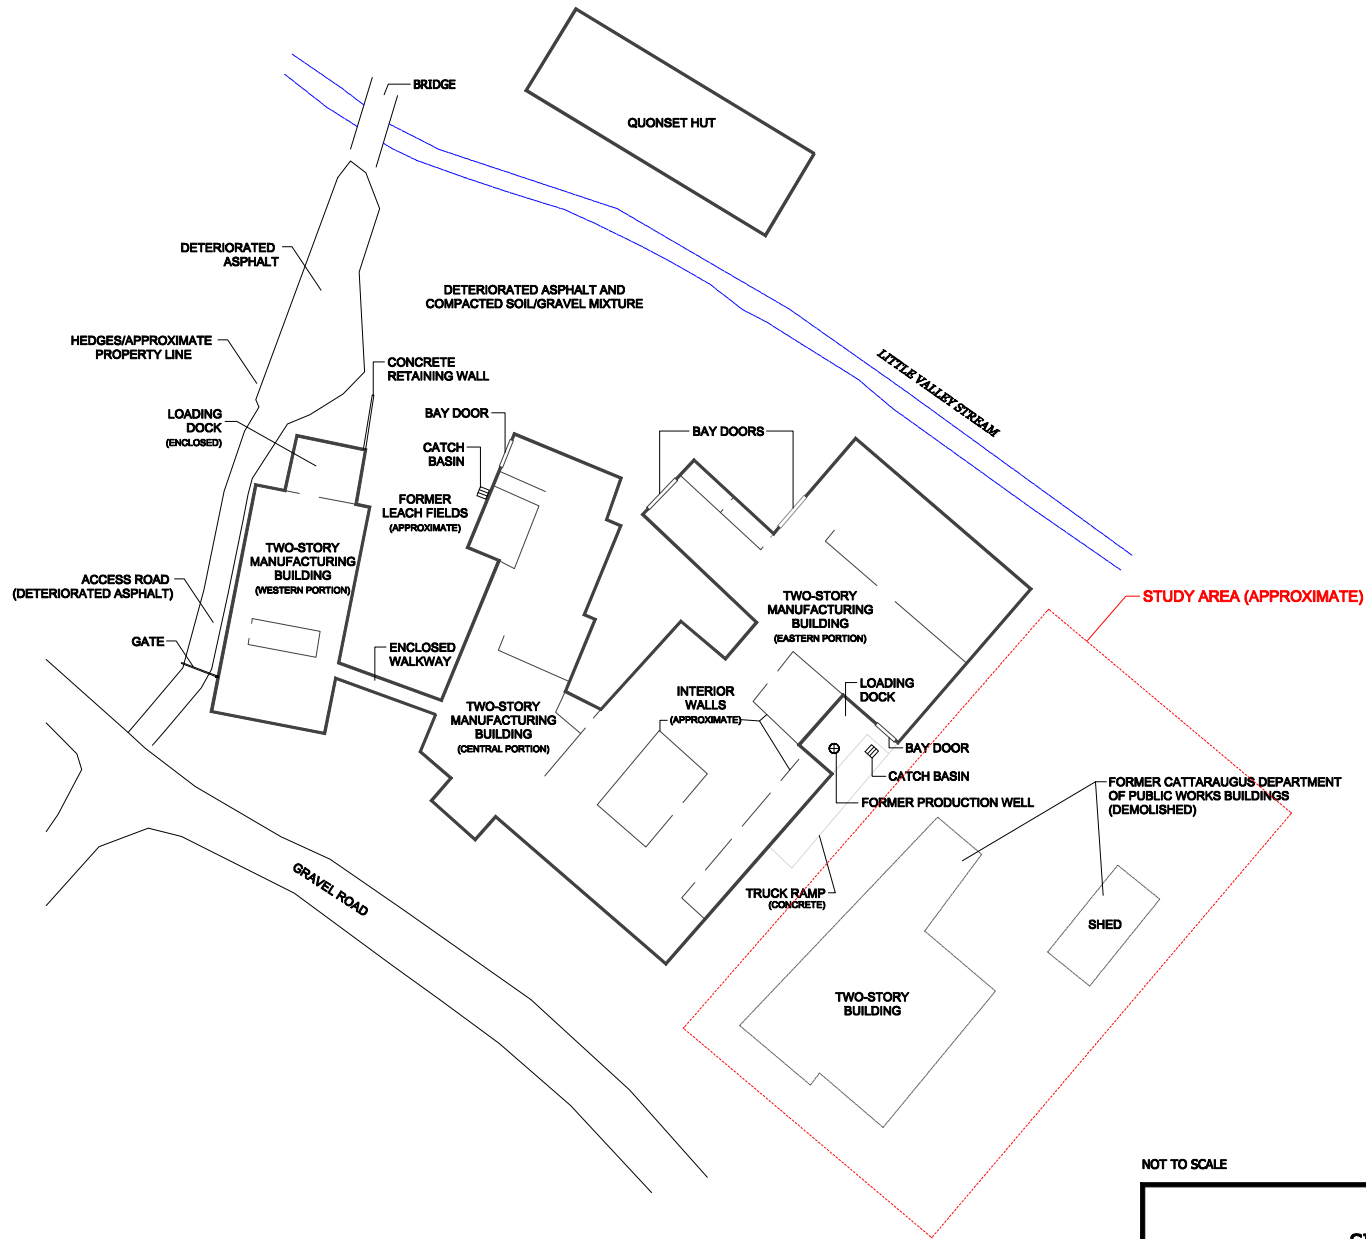 BRIDGE
QUONSET HUT
DETERIORATED
ASPHALT
DETERIORATED ASPHALT AND
COMPACTED SOIL/GRAVEL MIXTURE
HEDGES/APPROXIMATE
PROPERTY LINE
CONCRETE
RETAINING WALL
LITTLE VALLEY STREAM
LOADING
DOCK
(ENCLOSED)
BAY DOOR
BAY DOORS
CATCH
BASIN
FORMER
LEACH FIELDS
(APPROXIMATE)
TWO-STORY
MANUFACTURING
BUILDING
(WESTERN PORTION)
ACCESS ROAD
(DETERIORATED ASPHALT)
TWO-STORY
MANUFACTURING
BUILDING
(EASTERN PORTION)
STUDY AREA (APPROXIMATE)
GATE
ENCLOSED
WALKWAY
INTERIOR
WALLS
(APPROXIMATE)
LOADING
DOCK
TWO-STORY
MANUFACTURING
BUILDING
(CENTRAL PORTION)
BAY DOOR
CATCH BASIN
FORMER PRODUCTION WELL
FORMER CATTARAUGUS DEPARTMENT
OF PUBLIC WORKS BUILDINGS
(DEMOLISHED)
GRAVEL ROAD
TRUCK RAMP
(CONCRETE)
SHED
TWO-STORY
BUILDING
NOT TO SCALE